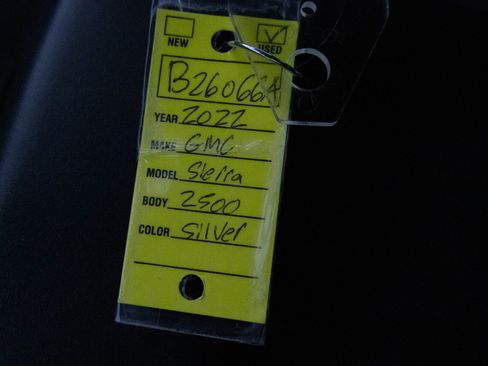 NEW USED
B260664
YEAR 2022
MAKE GMC
MODEL Sierra
BODY 2500
COLOR Silver